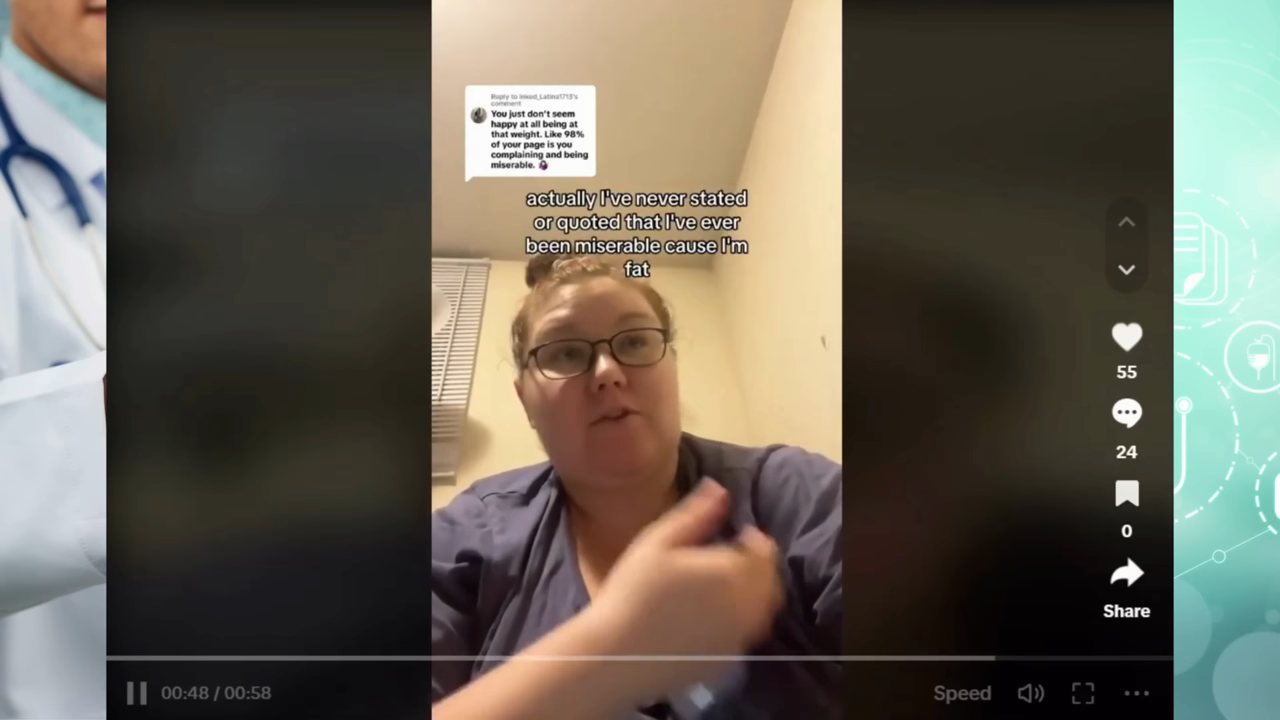 Reply to Inked_Latina1713's
comment
You just don't seem
happy at all being at
that weight. Like 98%
of your page is you
complaining and being
miserable.
actually I've never stated
or quoted that I've ever
been miserable cause I'm
fat
55
24
0
Share
00:48 / 00:58
Speed